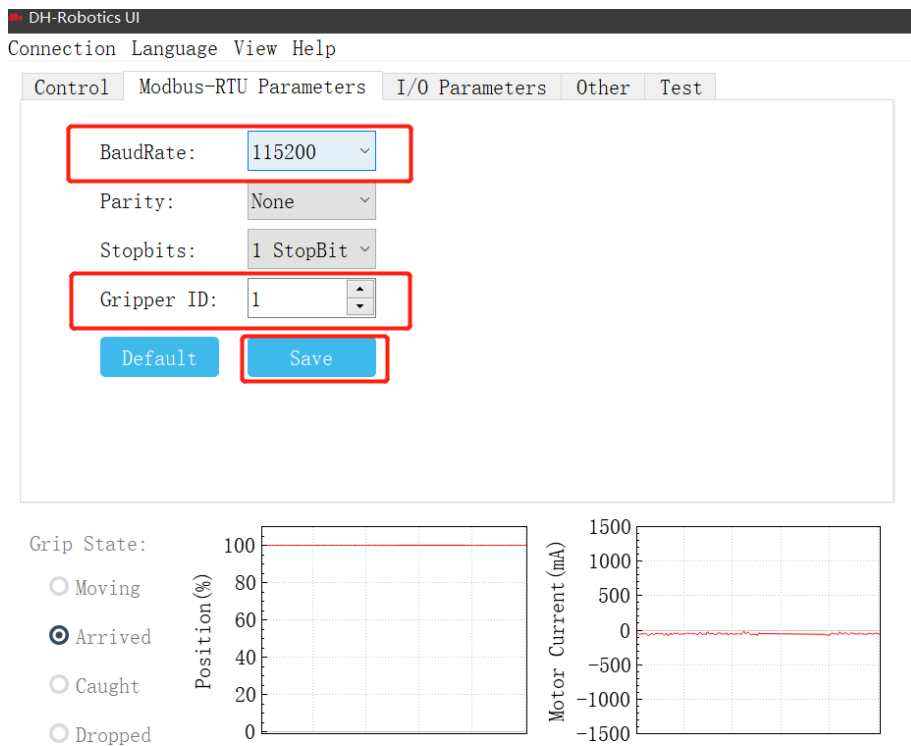 DH-Robotics UI
Connection Language View Help
Control Modbus-RTU Parameters I/O Parameters Other Test
BaudRate: 115200
Parity: None
Stopbits: 1 StopBit
Gripper ID: 1
Default Save
Grip State:
Moving
Arrived
Caught
Dropped
Position(%)
100
80
60
40
20
0
Motor Current(mA)
1500
1000
500
0
-500
-1000
-1500